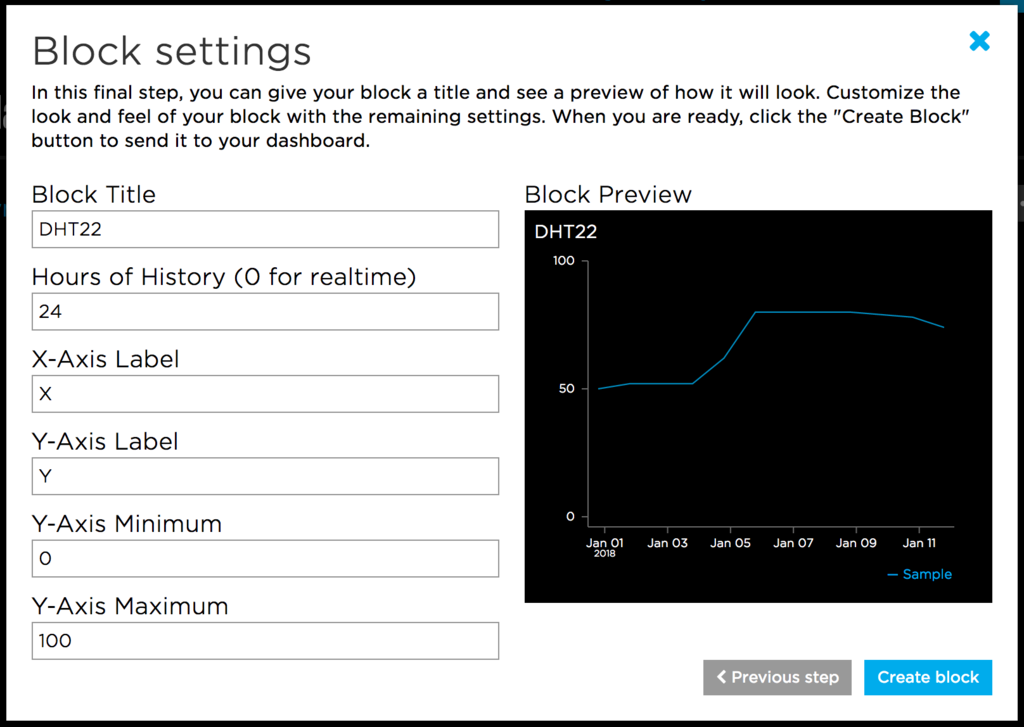 Block settings
In this final step, you can give your block a title and see a preview of how it will look. Customize the
look and feel of your block with the remaining settings. When you are ready, click the "Create Block"
button to send it to your dashboard.
Block Title
DHT22
Hours of History (0 for realtime)
24
X-Axis Label
X
Y-Axis Label
Y
Y-Axis Minimum
0
Y-Axis Maximum
100
Block Preview
DHT22
100
50
0
Jan 01 Jan 03 Jan 05 Jan 07 Jan 09 Jan 11
2018
Sample
Previous step Create block